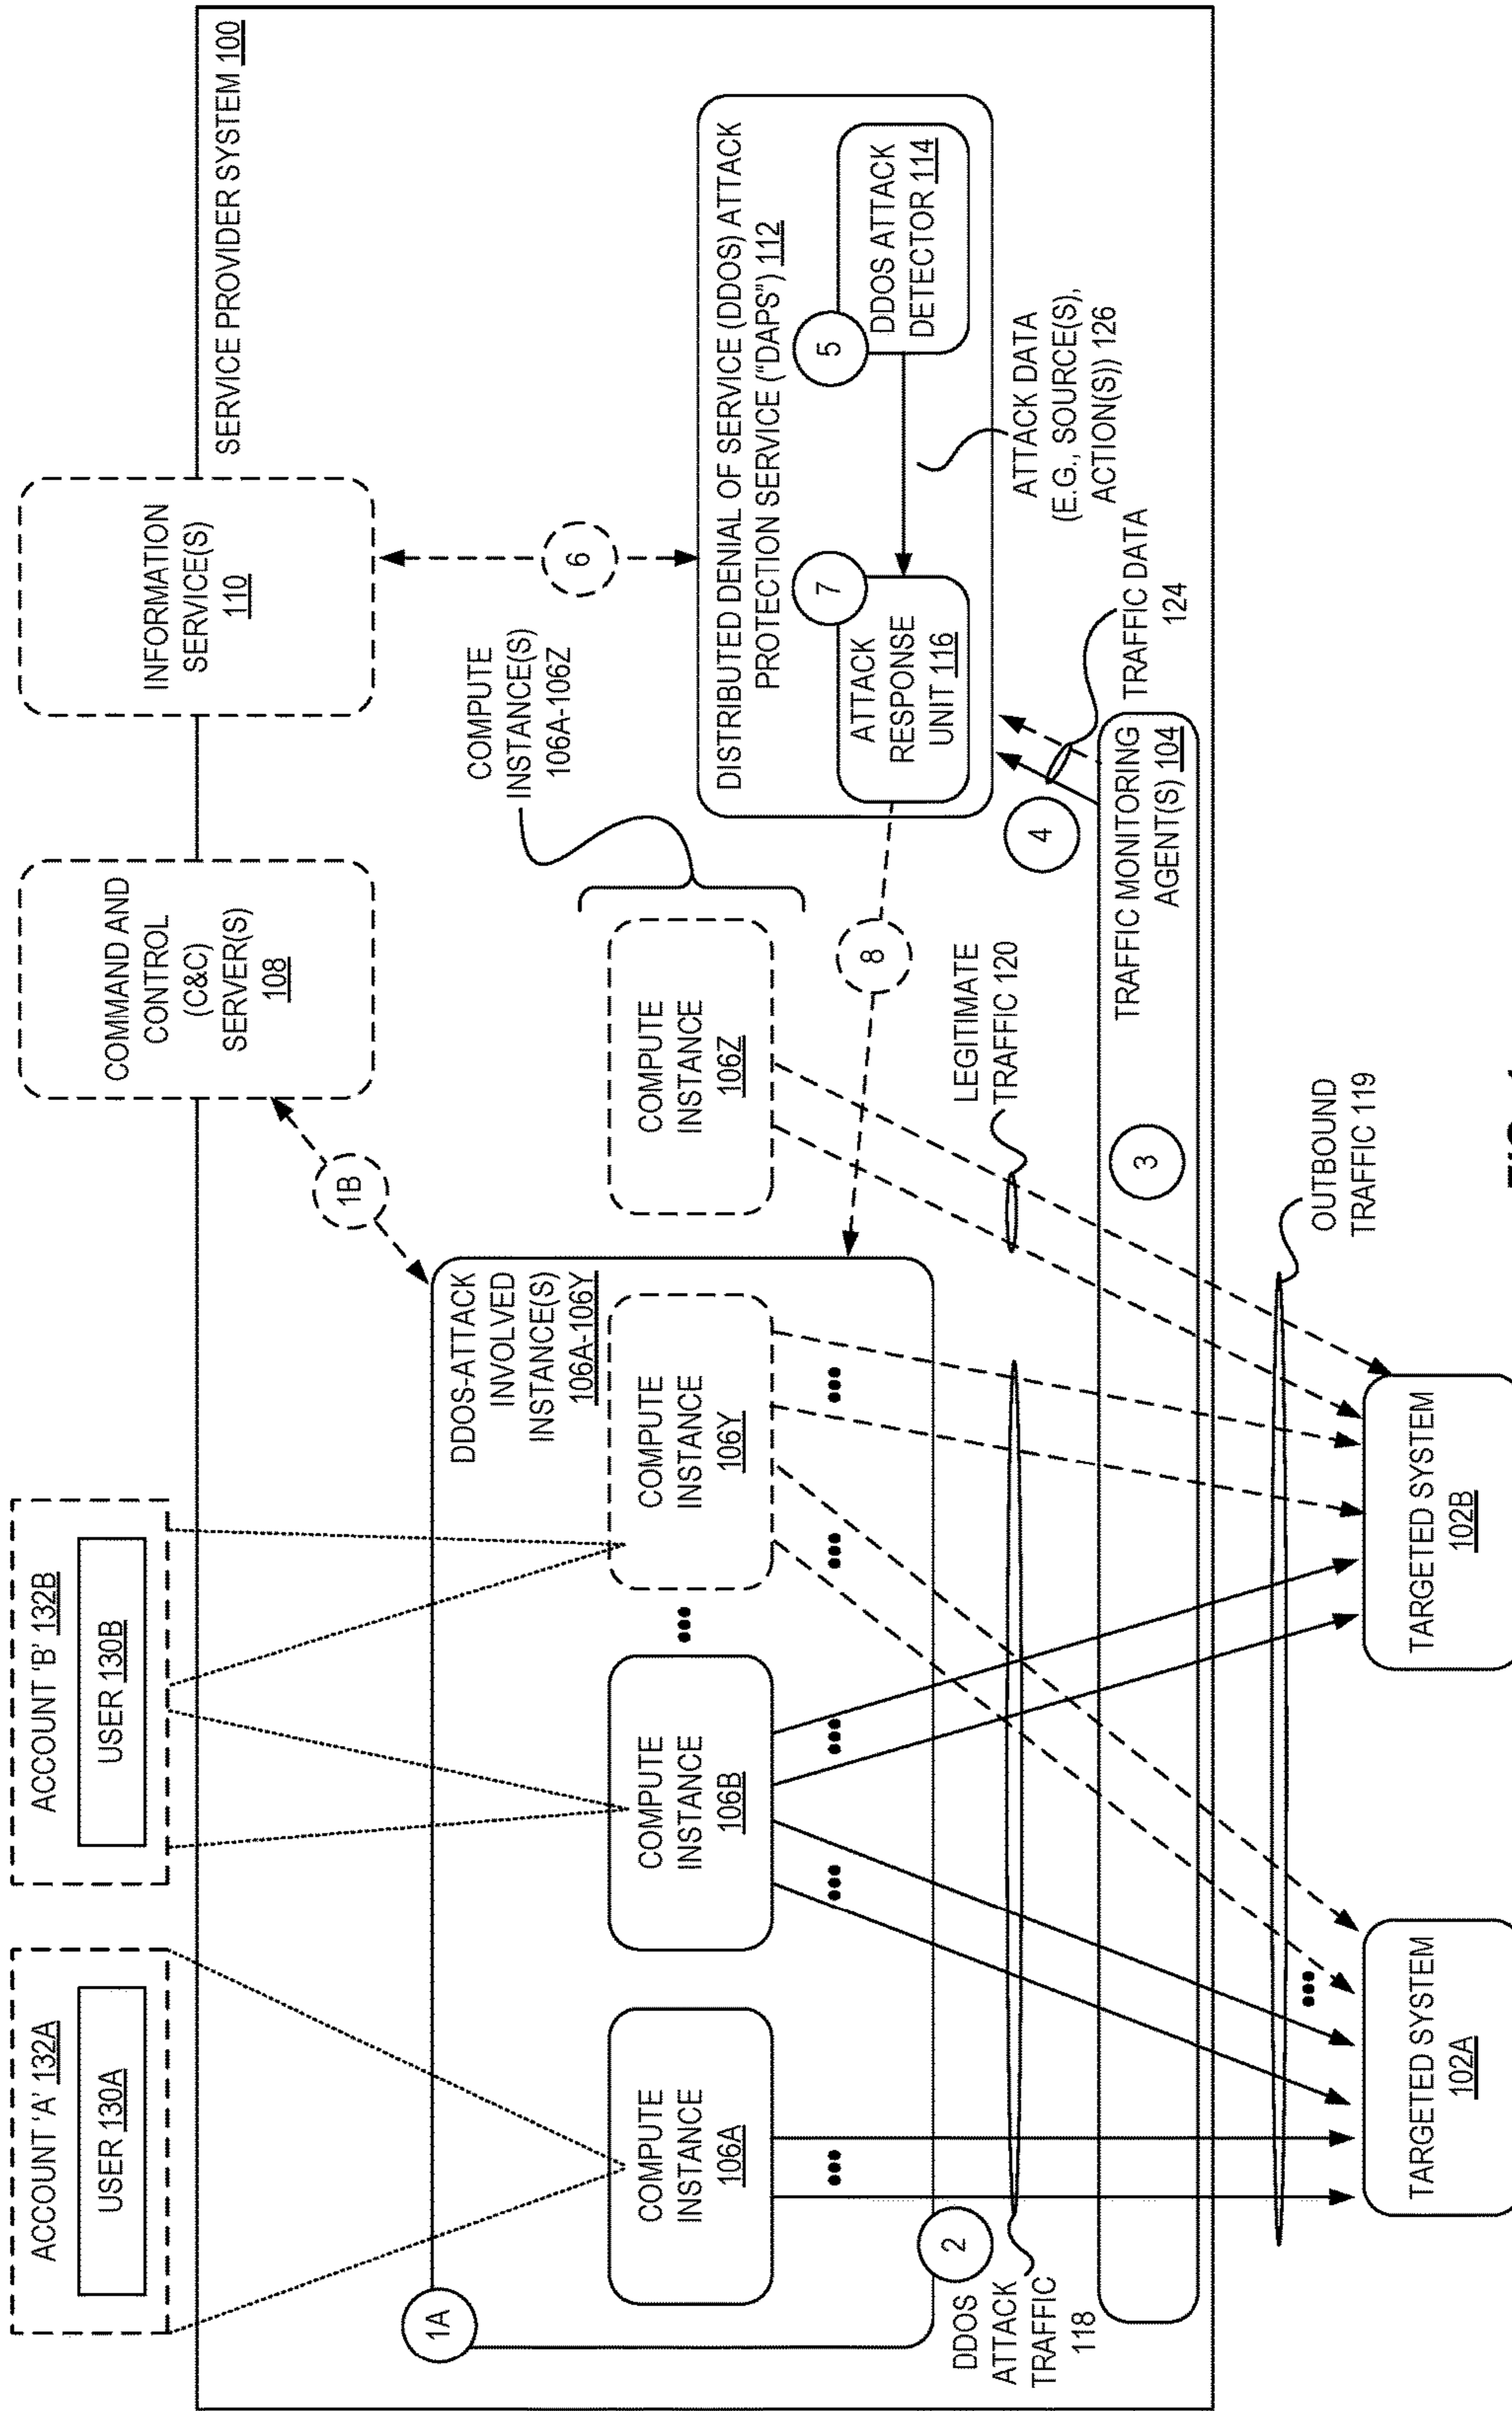 ACCOUNT 'A' 132A
USER 130A
ACCOUNT 'B' 132B
USER 130B
COMMAND AND
CONTROL
(C&C)
SERVER(S)
108
INFORMATION
SERVICE(S)
110
SERVICE PROVIDER SYSTEM 100
1A
1B
DDOS-ATTACK
INVOLVED
INSTANCE(S)
106A-106Y
COMPUTE
INSTANCE
106A
COMPUTE
INSTANCE
106B
COMPUTE
INSTANCE
106Y
COMPUTE
INSTANCE
106Z
COMPUTE
INSTANCE(S)
106A-106Z
6
DISTRIBUTED DENIAL OF SERVICE (DDOS) ATTACK
PROTECTION SERVICE ("DAPS") 112
7
ATTACK
RESPONSE
UNIT 116
5
DDOS ATTACK
DETECTOR 114
8
ATTACK DATA
(E.G., SOURCE(S),
ACTION(S)) 126
2
DDOS
ATTACK
TRAFFIC
118
LEGITIMATE
TRAFFIC 120
4
TRAFFIC DATA
124
3
TRAFFIC MONITORING
AGENT(S) 104
OUTBOUND
TRAFFIC 119
TARGETED SYSTEM
102A
TARGETED SYSTEM
102B